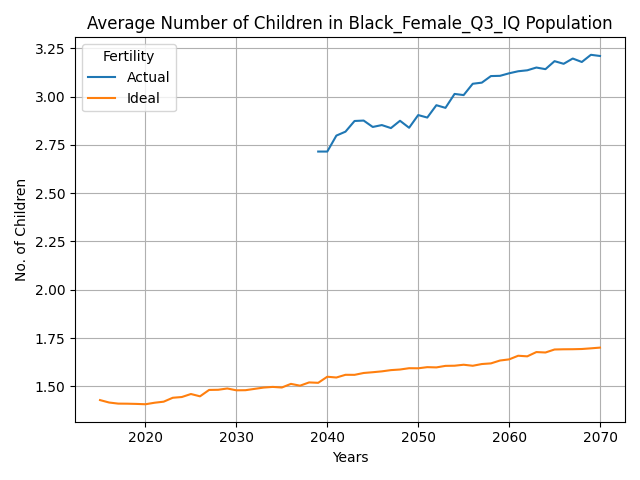 Average Number of Children in Black_Female_Q3_IQ Population
Fertility
Actual
Ideal
No. of Children
3.25
3.00
2.75
2.50
2.25
2.00
1.75
1.50
2020 2030 2040 2050 2060 2070
Years